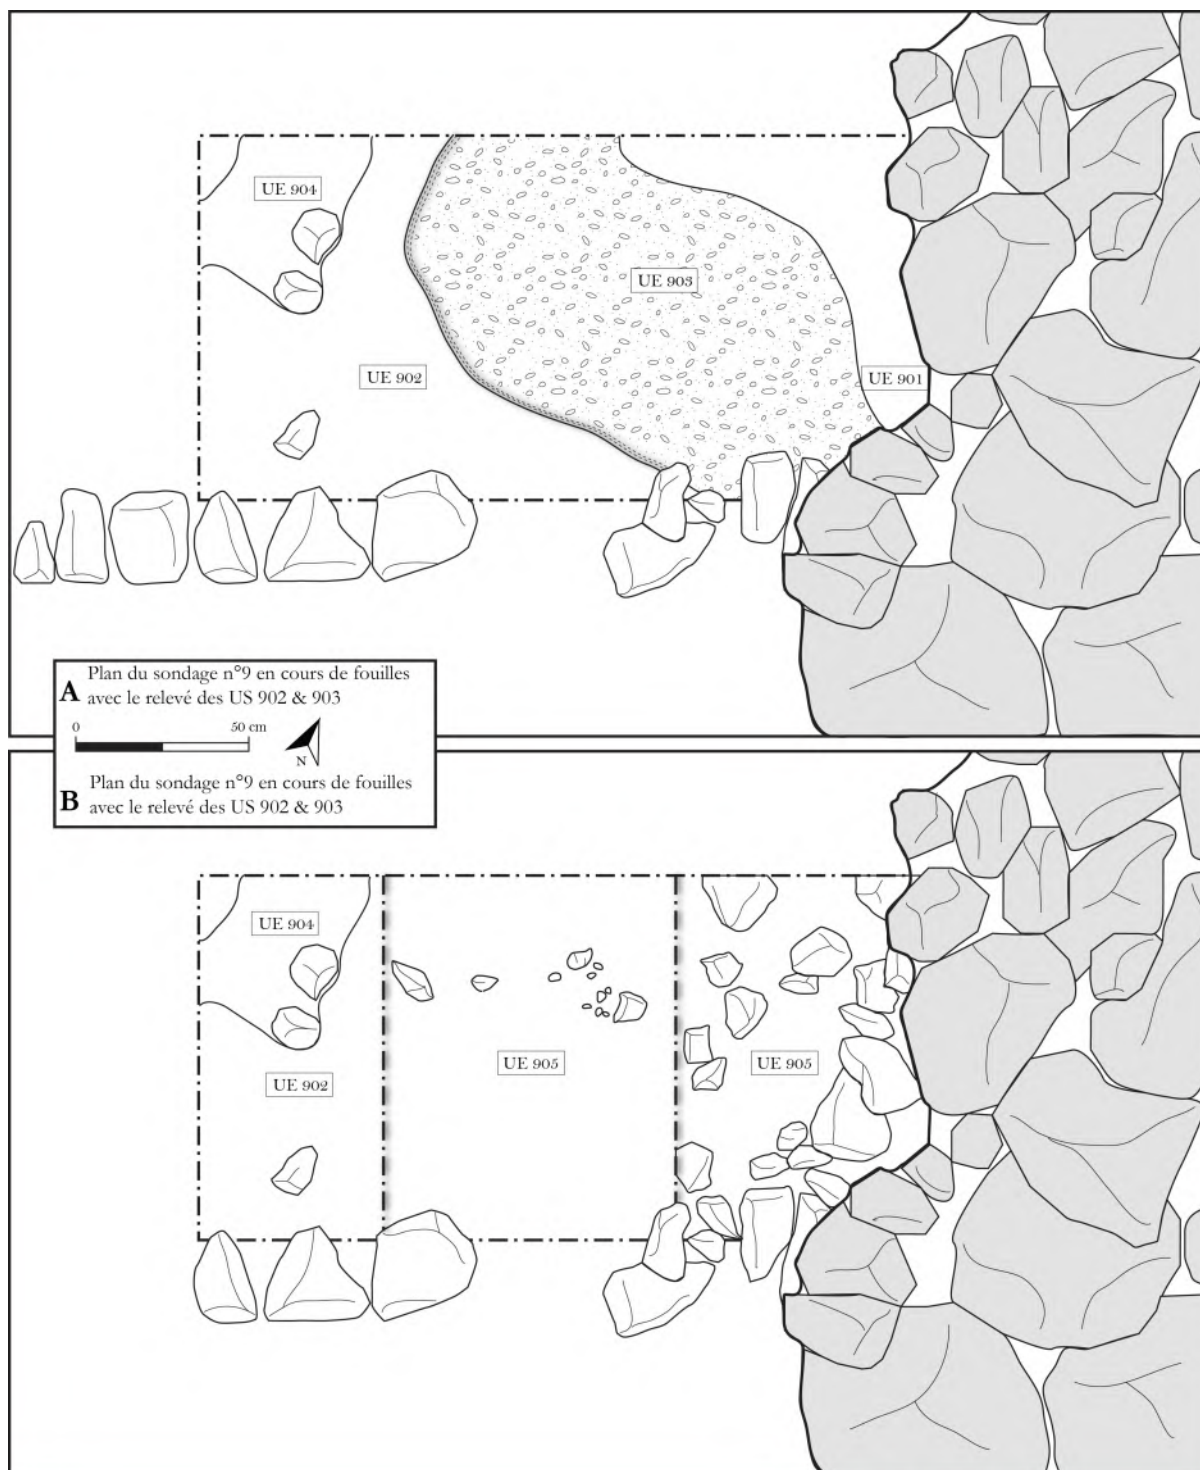 UE 904
UE 903
UE 902
UE 901
A Plan du sondage n°9 en cours de fouilles
avec le relevé des US 902 & 903
0 50 cm
N
B Plan du sondage n°9 en cours de fouilles
avec le relevé des US 902 & 903
UE 904
UE 905
UE 905
UE 902